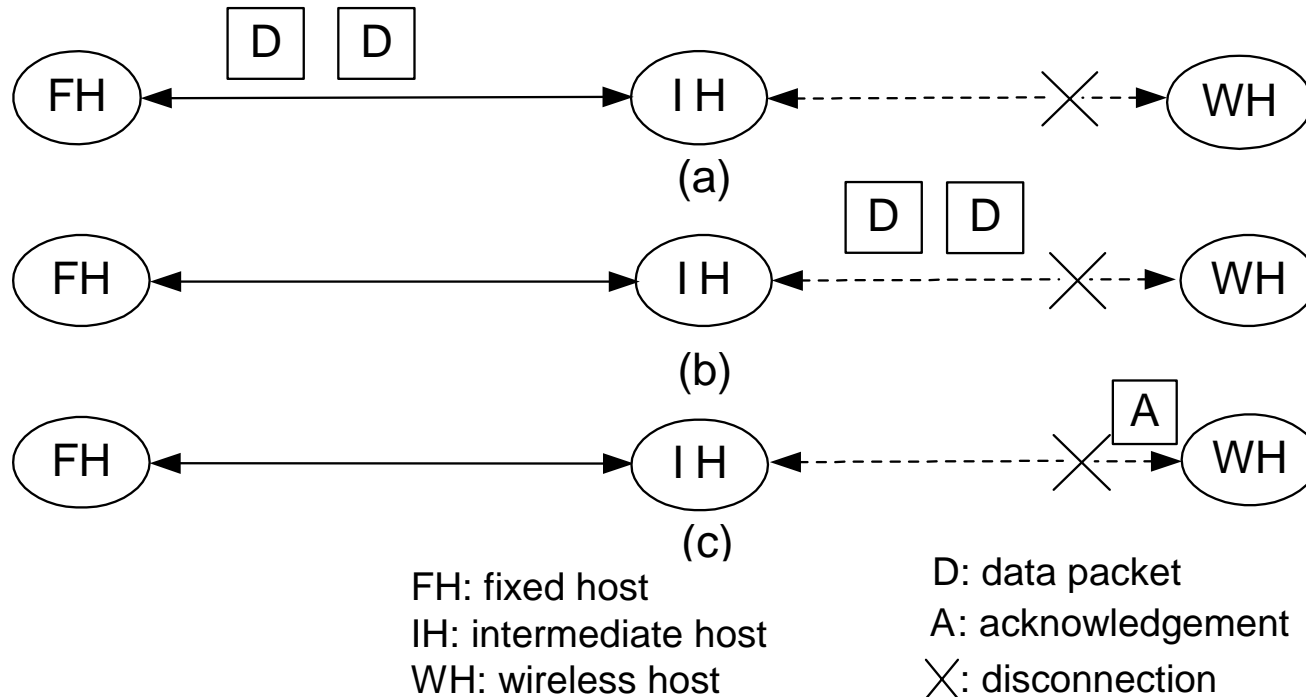 D D
FH IH WH
(a)
D D
FH IH WH
(b)
A
FH IH WH
(c)
FH: fixed host
IH: intermediate host
WH: wireless host
D: data packet
A: acknowledgement
: disconnection